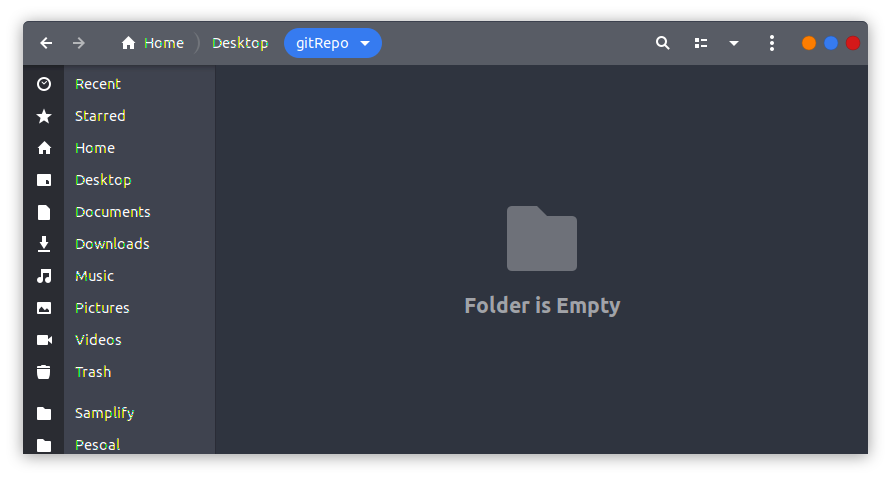 Home Desktop gitRepo
Recent
Starred
Home
Desktop
Documents
Downloads
Music
Pictures
Videos
Trash
Samplify
Pesoal
Folder is Empty